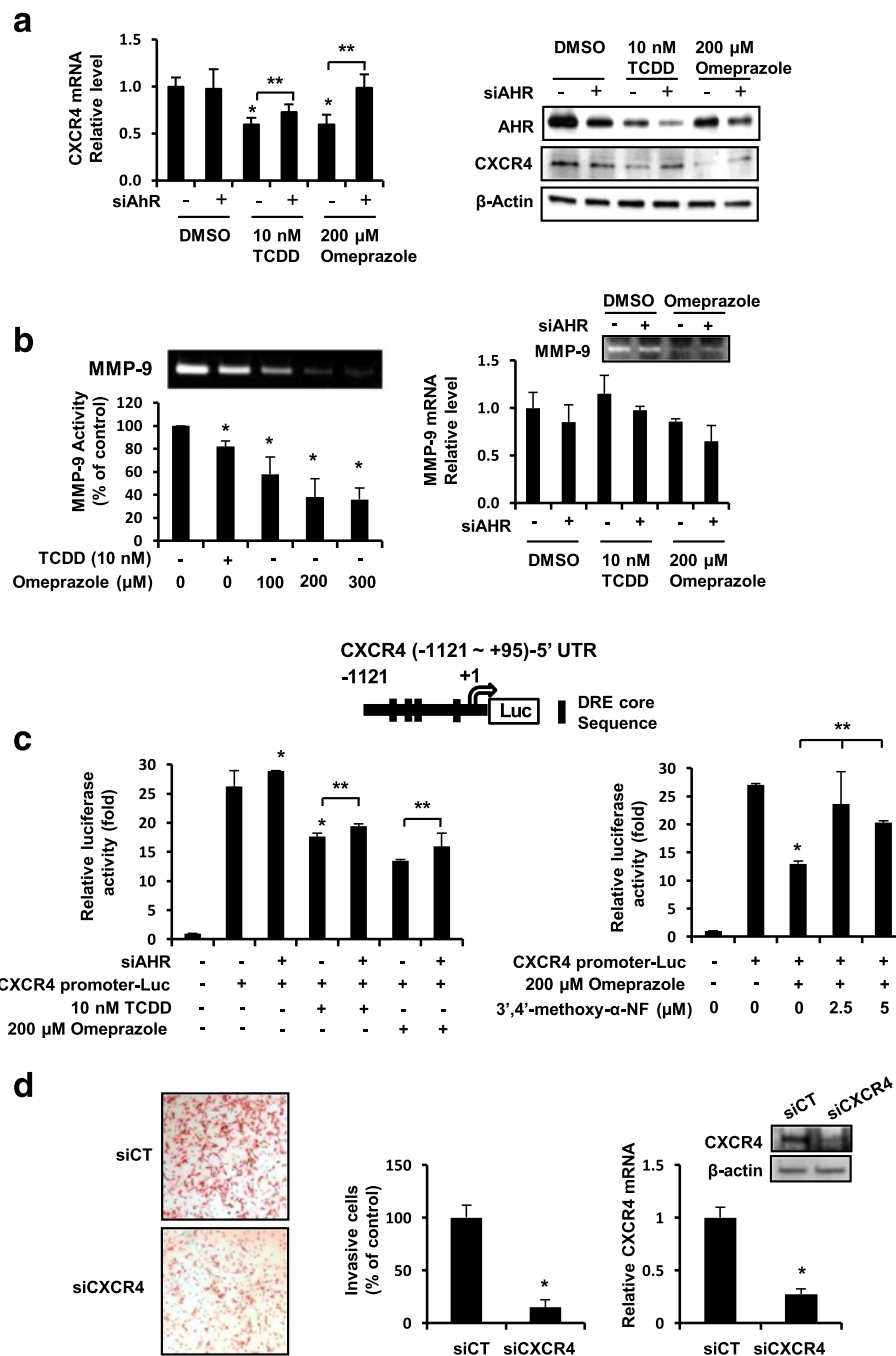 a
CXCR4 mRNA
Relative level
1.5
1.0
0.5
0.0
* ** * **
siAhR - + - + - +
DMSO 10 nM TCDD 200 µM Omeprazole
DMSO 10 nM TCDD 200 µM Omeprazole
siAHR - + - + - +
AHR
CXCR4
β-Actin
b
MMP-9
MMP-9 Activity
(% of control)
120
100
80
60
40
20
0
* * * *
TCDD (10 nM) - + - - -
Omeprazole (µM) 0 0 100 200 300
DMSO Omeprazole
siAHR - + - +
MMP-9
MMP-9 mRNA
Relative level
1.5
1.0
0.5
0.0
siAHR - + - + - +
DMSO 10 nM TCDD 200 µM Omeprazole
CXCR4 (-1121 ~ +95)-5' UTR
-1121 +1
Luc
DRE core
Sequence
c
Relative luciferase
activity (fold)
30
25
20
15
10
5
0
* * ** **
siAHR - - + - + - +
CXCR4 promoter-Luc - + + + + + +
10 nM TCDD - - - + + - -
200 µM Omeprazole - - - - - + +
Relative luciferase
activity (fold)
30
25
20
15
10
5
0
* **
CXCR4 promoter-Luc - + + + +
200 µM Omeprazole - - + + +
3',4'-methoxy-α-NF (µM) 0 0 0 2.5 5
d
siCT
siCXCR4
Invasive cells
(% of control)
150
100
50
0
*
siCT siCXCR4
siCT siCXCR4
CXCR4
β-actin
Relative CXCR4 mRNA
1.5
1
0.5
0
*
siCT siCXCR4